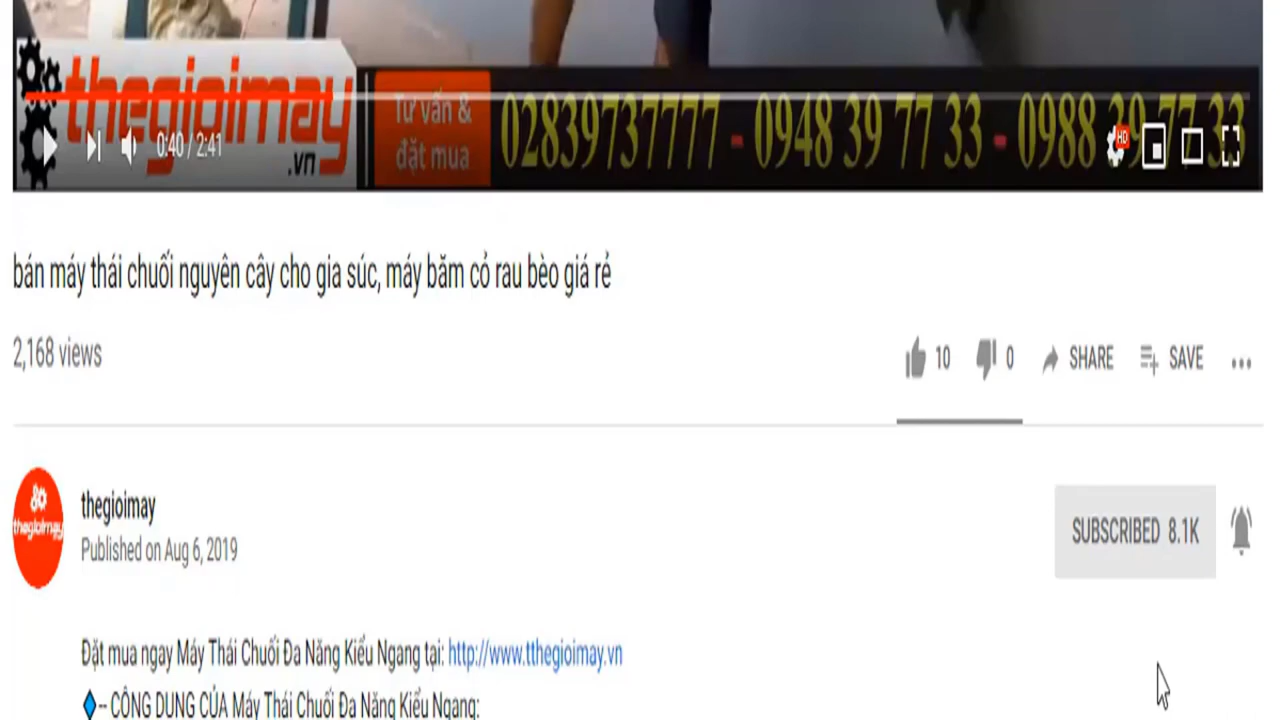 thegioimay
.vn
Tư vấn &
đặt mua
02839737777 - 0948 39 77 33 - 0988 39 77 33
HD
0:40 / 2:41
bán máy thái chuối nguyên cây cho gia súc, máy băm cỏ rau bèo giá rẻ
2,168 views
10 0 SHARE SAVE
thegioimay
thegioimay
Published on Aug 6, 2019
SUBSCRIBED 8.1K
Đặt mua ngay Máy Thái Chuối Đa Năng Kiểu Ngang tại: http://www.tthegioimay.vn
-- CÔNG DỤNG CỦA Máy Thái Chuối Đa Năng Kiểu Ngang: